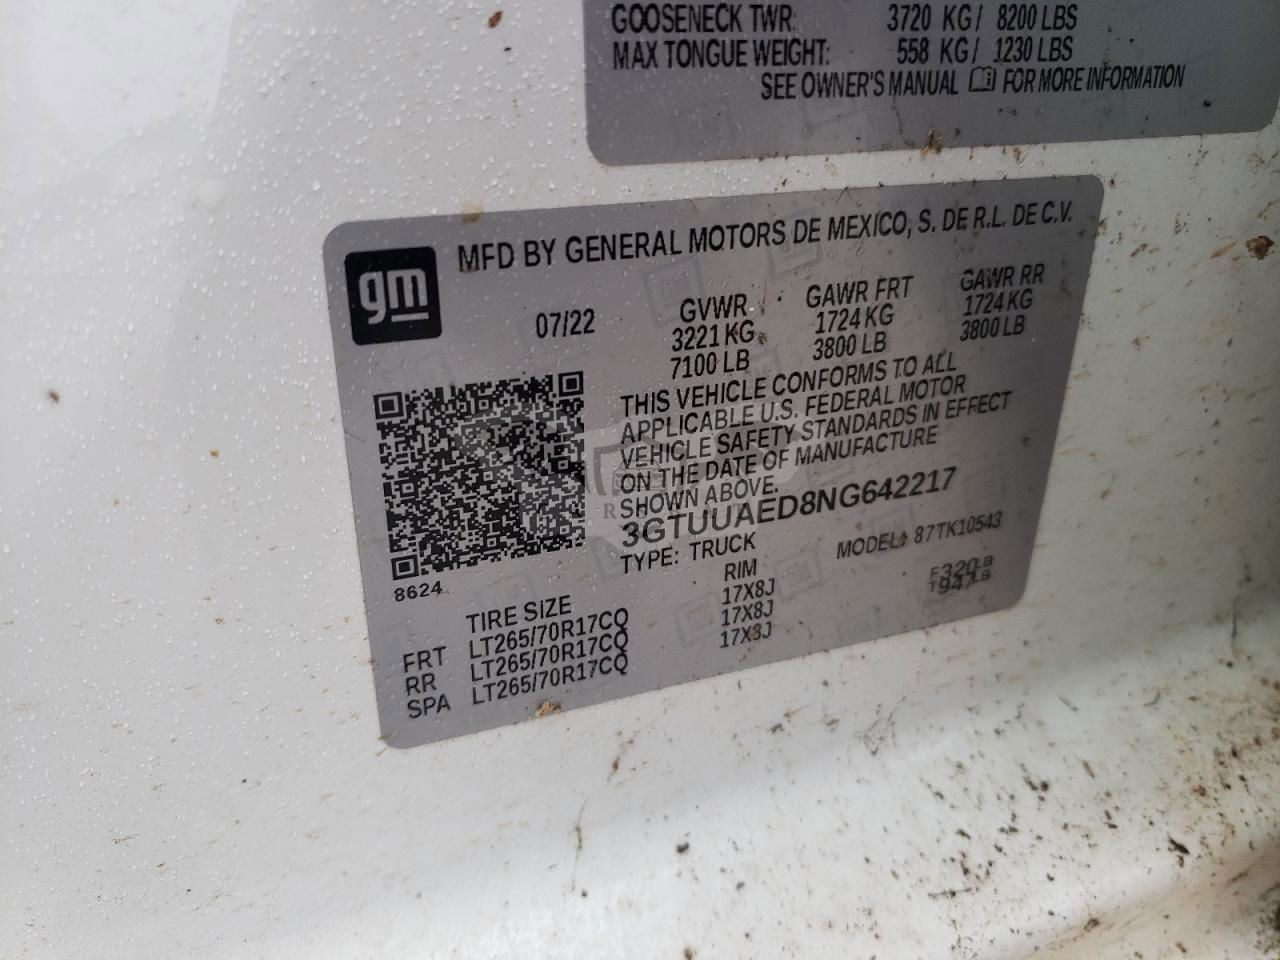 GOOSENECK TWR: 3720 KG / 8200 LBS
MAX TONGUE WEIGHT: 558 KG / 1230 LBS
SEE OWNER'S MANUAL FOR MORE INFORMATION
gm
MFD BY GENERAL MOTORS DE MEXICO, S. DE R.L. DE C.V.
07/22 GVWR GAWR FRT GAWR RR
3221 KG 1724 KG 1724 KG
7100 LB 3800 LB 3800 LB
THIS VEHICLE CONFORMS TO ALL
APPLICABLE U.S. FEDERAL MOTOR
VEHICLE SAFETY STANDARDS IN EFFECT
ON THE DATE OF MANUFACTURE
SHOWN ABOVE.
3GTUUAED8NG642217
TYPE: TRUCK MODEL: 87TK10543
8624
TIRE SIZE RIM
FRT LT265/70R17CQ 17X8J
RR LT265/70R17CQ 17X8J
SPA LT265/70R17CQ 17X8J
F320LB
T947LB